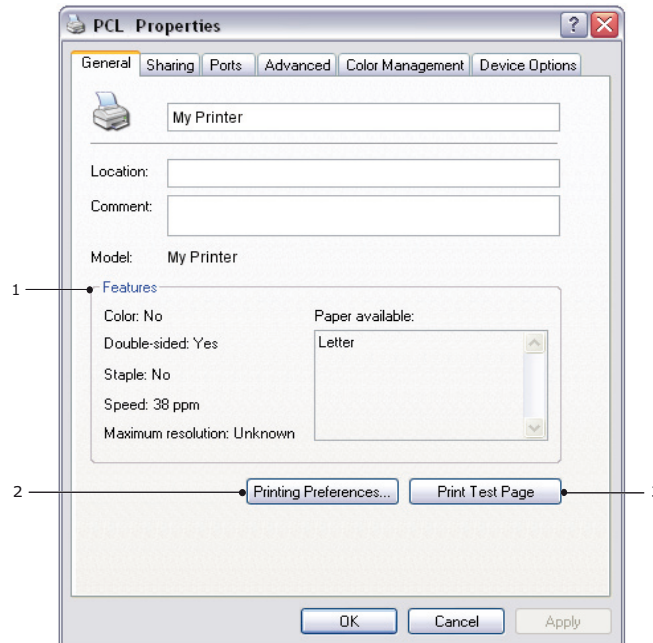 PCL Properties
General Sharing Ports Advanced Color Management Device Options
My Printer
Location:
Comment:
Model: My Printer
1
Features
Color: No
Paper available:
Double-sided: Yes
Letter
Staple: No
Speed: 38 ppm
Maximum resolution: Unknown
2
Printing Preferences...
Print Test Page
OK Cancel Apply